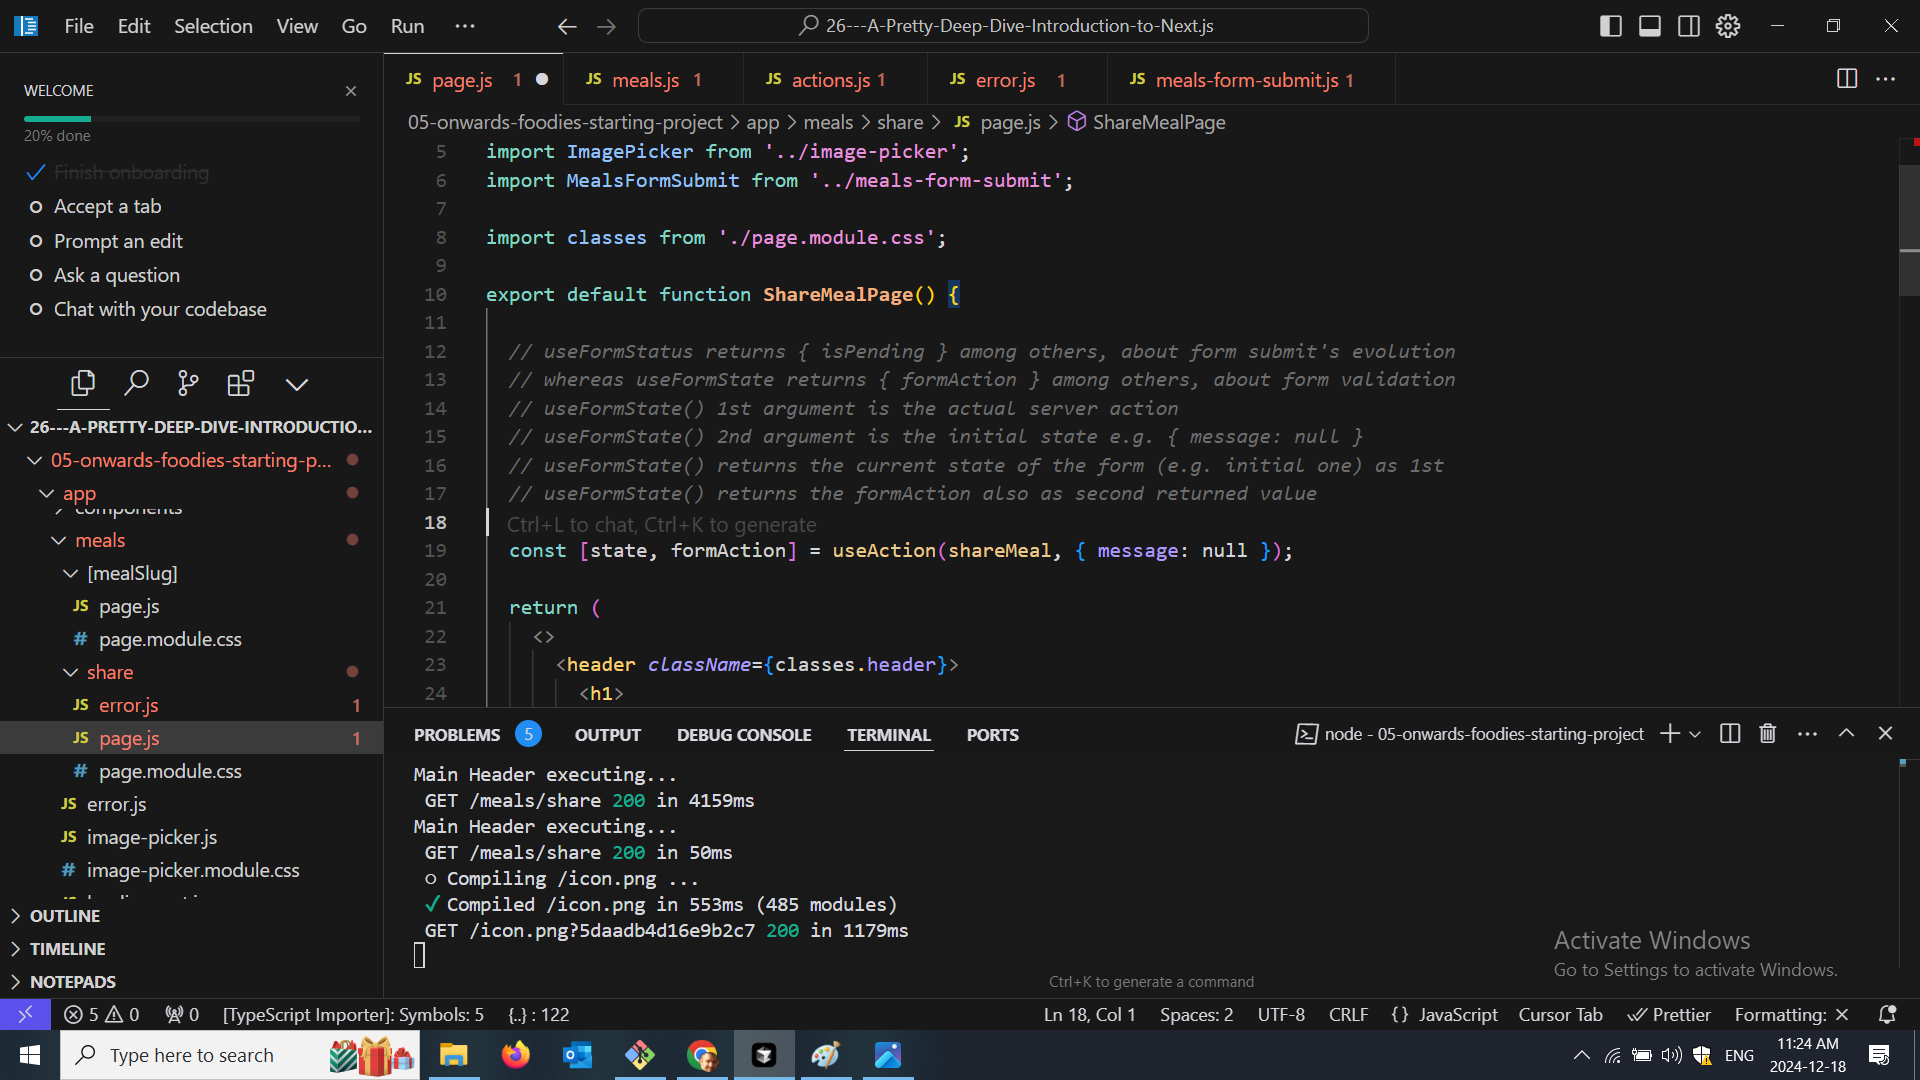 File Edit Selection View Go Run ...
26---A-Pretty-Deep-Dive-Introduction-to-Next.js
WELCOME
20% done
Finish onboarding
Accept a tab
Prompt an edit
Ask a question
Chat with your codebase
26---A-PRETTY-DEEP-DIVE-INTRODUCTIO...
05-onwards-foodies-starting-p...
app
components
meals
[mealSlug]
JS page.js
# page.module.css
share
JS error.js 1
JS page.js 1
# page.module.css
JS error.js
JS image-picker.js
# image-picker.module.css
OUTLINE
TIMELINE
NOTEPADS
JS page.js 1
JS meals.js 1
JS actions.js 1
JS error.js 1
JS meals-form-submit.js 1
05-onwards-foodies-starting-project > app > meals > share > JS page.js > ShareMealPage
5 import ImagePicker from '../image-picker';
6 import MealsFormSubmit from '../meals-form-submit';
7
8 import classes from './page.module.css';
9
10 export default function ShareMealPage() {
11
12 // useFormStatus returns { isPending } among others, about form submit's evolution
13 // whereas useFormState returns { formAction } among others, about form validation
14 // useFormState() 1st argument is the actual server action
15 // useFormState() 2nd argument is the initial state e.g. { message: null }
16 // useFormState() returns the current state of the form (e.g. initial one) as 1st
17 // useFormState() returns the formAction also as second returned value
18 Ctrl+L to chat, Ctrl+K to generate
19 const [state, formAction] = useAction(shareMeal, { message: null });
20
21 return (
22 <>
23 <header className={classes.header}>
24 <h1>
PROBLEMS 5 OUTPUT DEBUG CONSOLE TERMINAL PORTS
node - 05-onwards-foodies-starting-project
Main Header executing...
GET /meals/share 200 in 4159ms
Main Header executing...
GET /meals/share 200 in 50ms
○ Compiling /icon.png ...
✓ Compiled /icon.png in 553ms (485 modules)
GET /icon.png?5daadb4d16e9b2c7 200 in 1179ms
Ctrl+K to generate a command
Activate Windows
Go to Settings to activate Windows.
5 0 0 [TypeScript Importer]: Symbols: 5 {..} : 122
Ln 18, Col 1 Spaces: 2 UTF-8 CRLF {} JavaScript Cursor Tab Prettier Formatting: ×
Type here to search
ENG
11:24 AM
2024-12-18